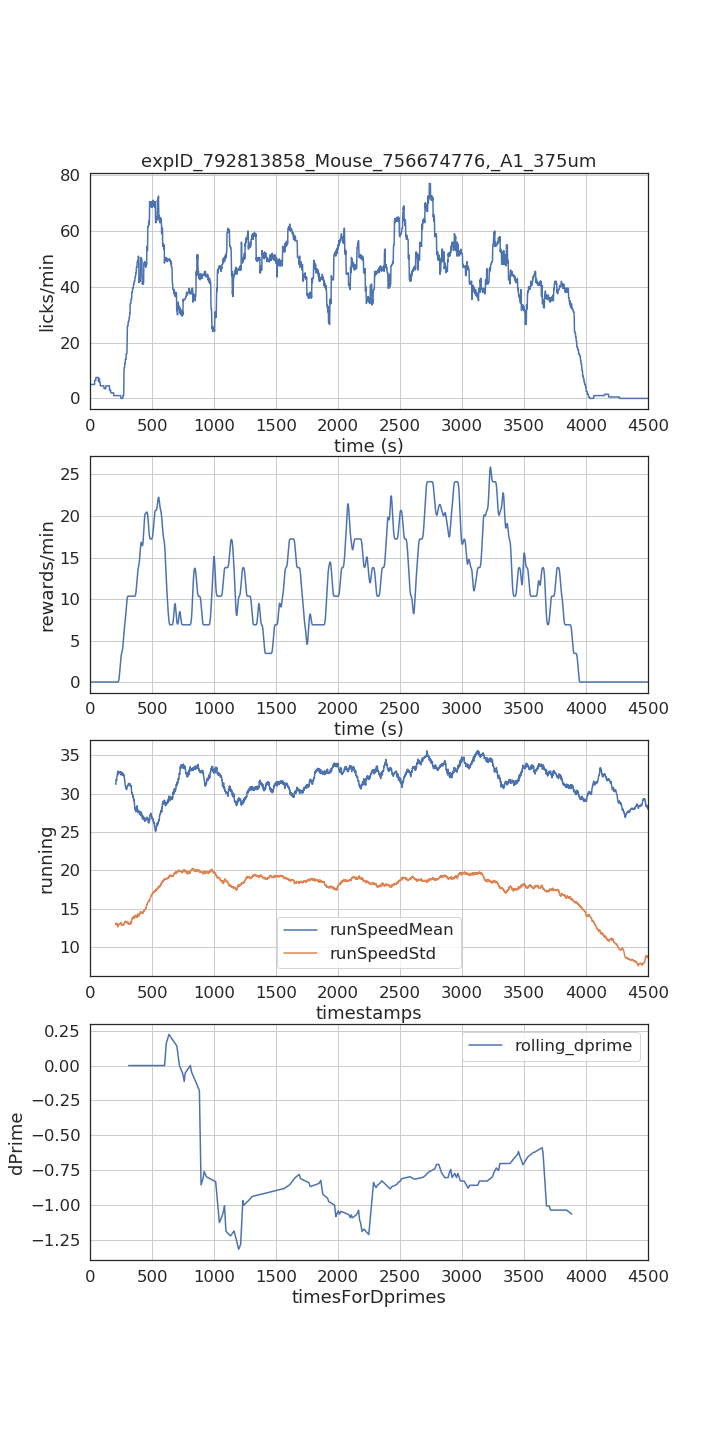 expID_792813858_Mouse_756674776,_A1_375um
80
60
40
20
0
licks/min
0 500 1000 1500 2000 2500 3000 3500 4000 4500
time (s)
25
20
15
10
5
0
rewards/min
0 500 1000 1500 2000 2500 3000 3500 4000 4500
time (s)
35
30
25
20
15
10
running
runSpeedMean
runSpeedStd
0 500 1000 1500 2000 2500 3000 3500 4000 4500
timestamps
0.25
0.00
−0.25
−0.50
−0.75
−1.00
−1.25
dPrime
rolling_dprime
0 500 1000 1500 2000 2500 3000 3500 4000 4500
timesForDprimes